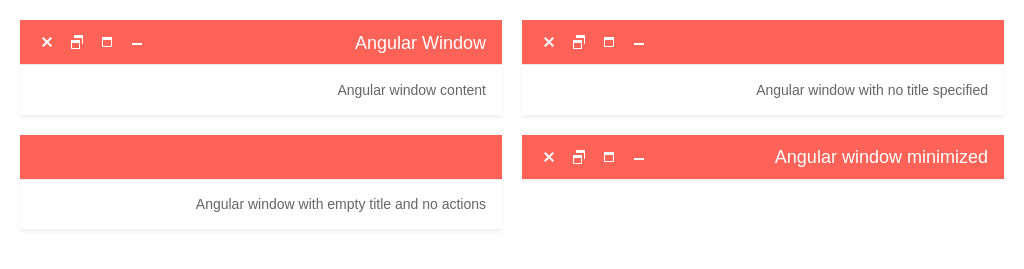 Angular Window
Angular window content
Angular window with no title specified
Angular window with empty title and no actions
Angular window minimized